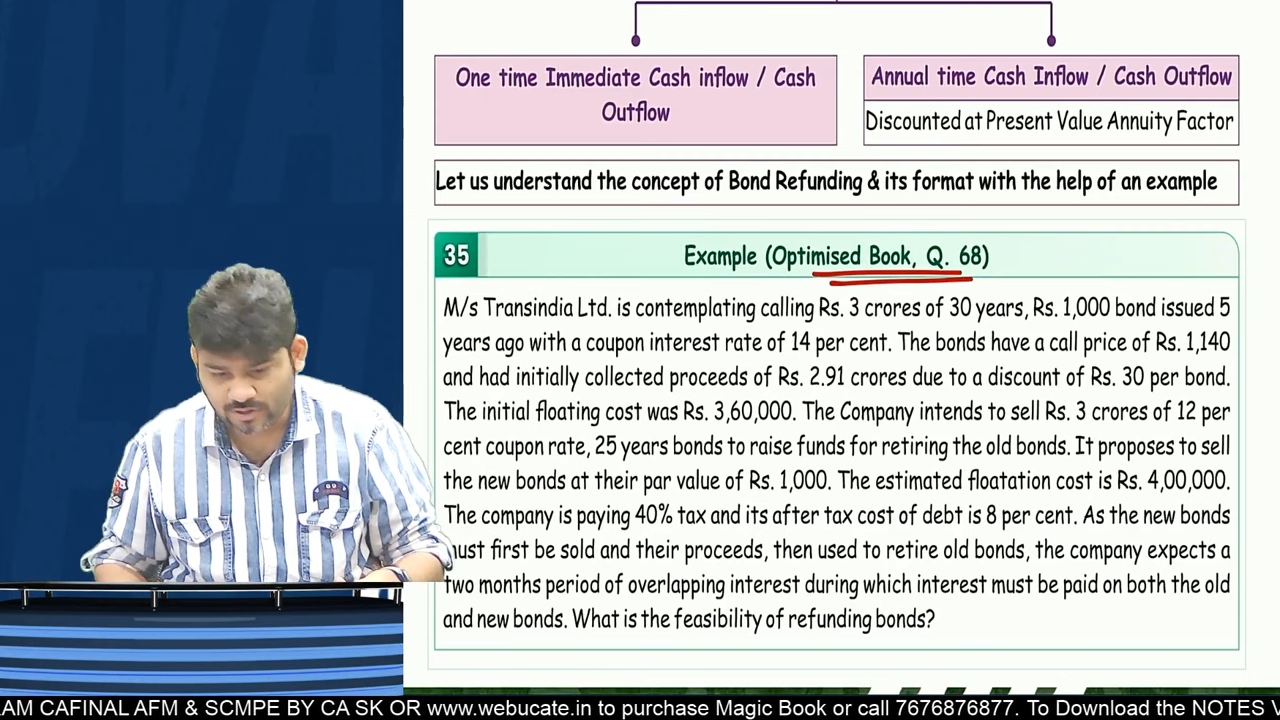 One time Immediate Cash inflow / Cash
Outflow
Annual time Cash Inflow / Cash Outflow
Discounted at Present Value Annuity Factor
Let us understand the concept of Bond Refunding & its format with the help of an example
35
Example (Optimised Book, Q. 68)
M/s Transindia Ltd. is contemplating calling Rs. 3 crores of 30 years, Rs. 1,000 bond issued 5
years ago with a coupon interest rate of 14 per cent. The bonds have a call price of Rs. 1,140
and had initially collected proceeds of Rs. 2.91 crores due to a discount of Rs. 30 per bond.
The initial floating cost was Rs. 3,60,000. The Company intends to sell Rs. 3 crores of 12 per
cent coupon rate, 25 years bonds to raise funds for retiring the old bonds. It proposes to sell
the new bonds at their par value of Rs. 1,000. The estimated floatation cost is Rs. 4,00,000.
The company is paying 40% tax and its after tax cost of debt is 8 per cent. As the new bonds
must first be sold and their proceeds, then used to retire old bonds, the company expects a
two months period of overlapping interest during which interest must be paid on both the old
and new bonds. What is the feasibility of refunding bonds?
LAM CAFINAL AFM & SCMPE BY CA SK OR www.webucate.in to purchase Magic Book or call 7676876877. To Download the NOTES V